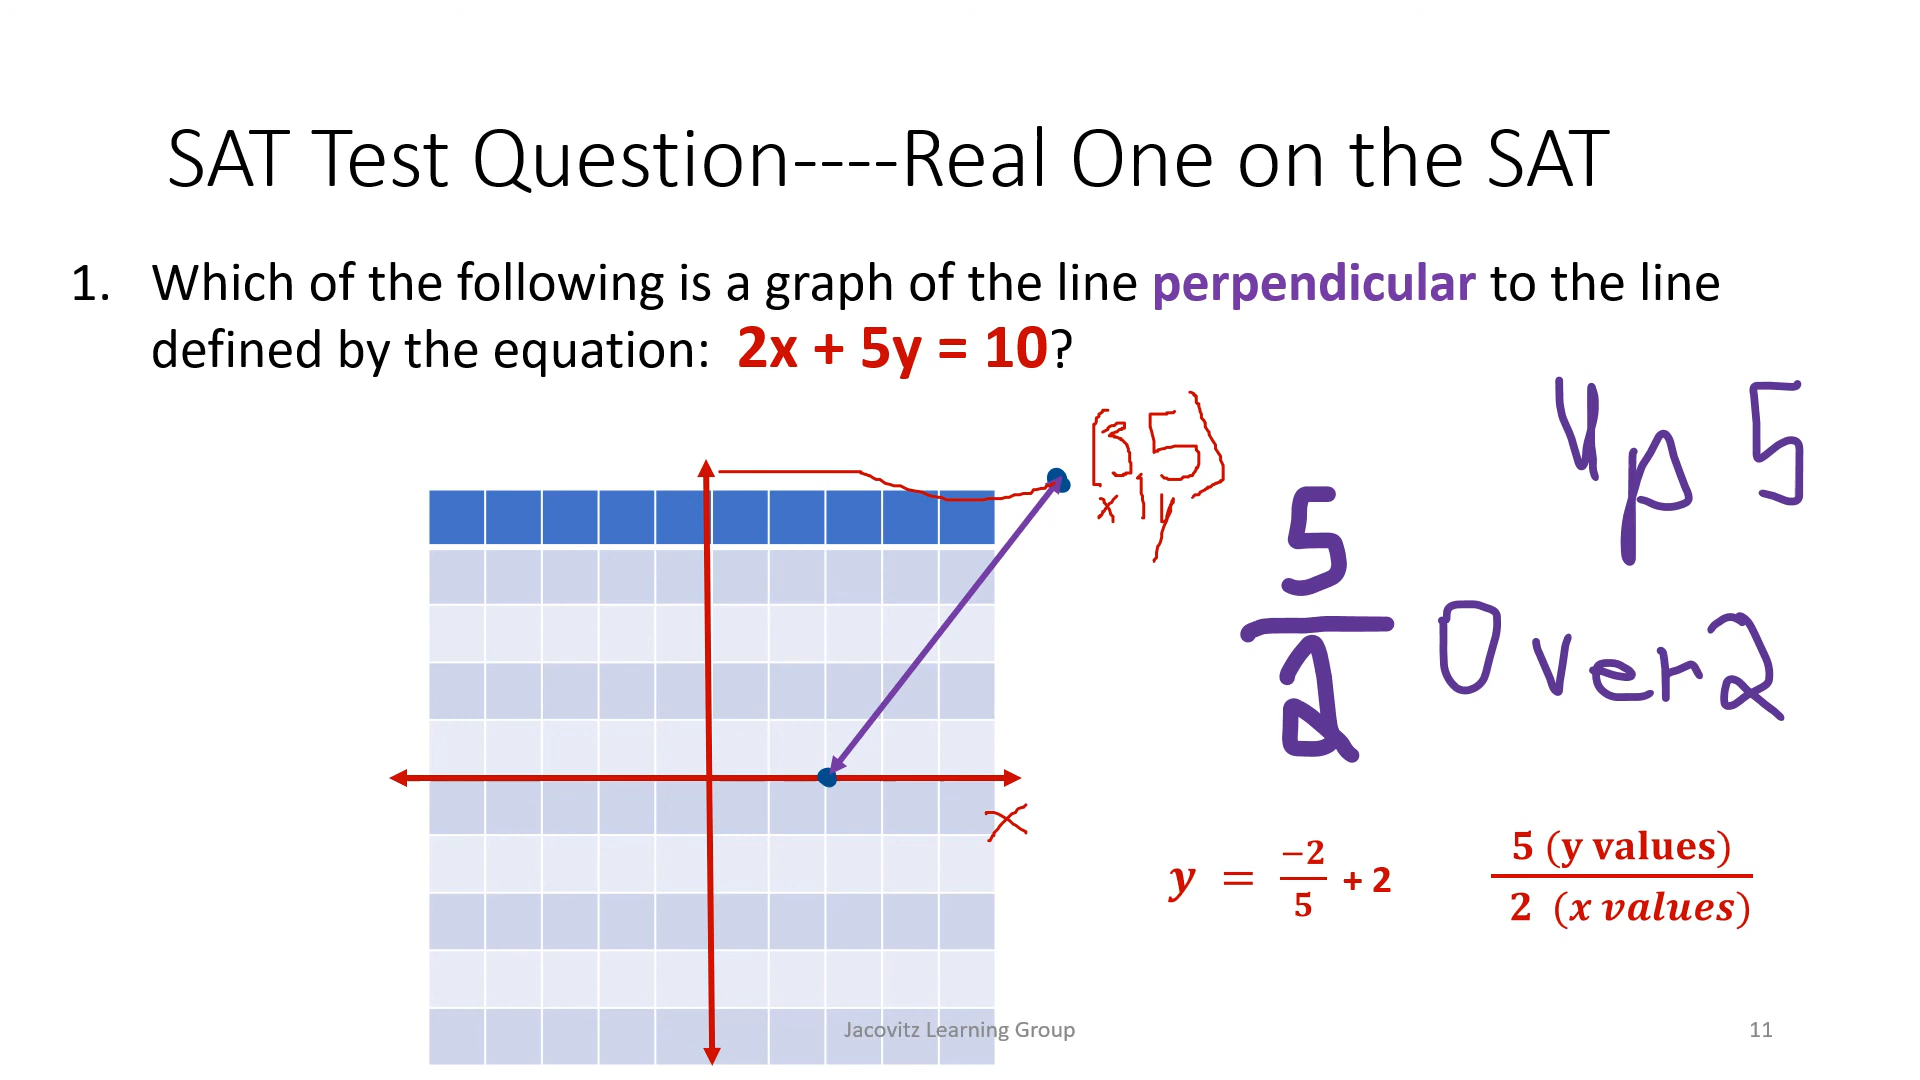 SAT Test Question----Real One on the SAT
1. Which of the following is a graph of the line perpendicular to the line
defined by the equation: 2x + 5y = 10?
(3,5)
x y
up 5
5
2
Over 2
x
y = −2/5 + 2
5 (y values)
2 (x values)
Jacovitz Learning Group
11